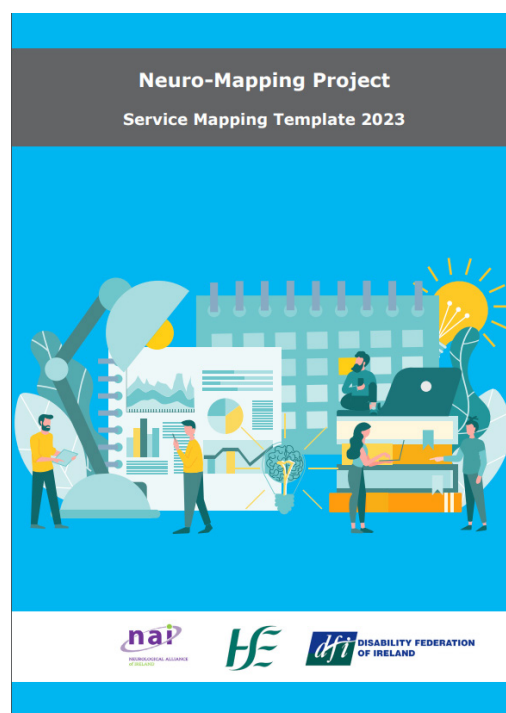 Neuro-Mapping Project
Service Mapping Template 2023
nai
NEUROLOGICAL ALLIANCE
of IRELAND
HE
dfi
DISABILITY FEDERATION
OF IRELAND